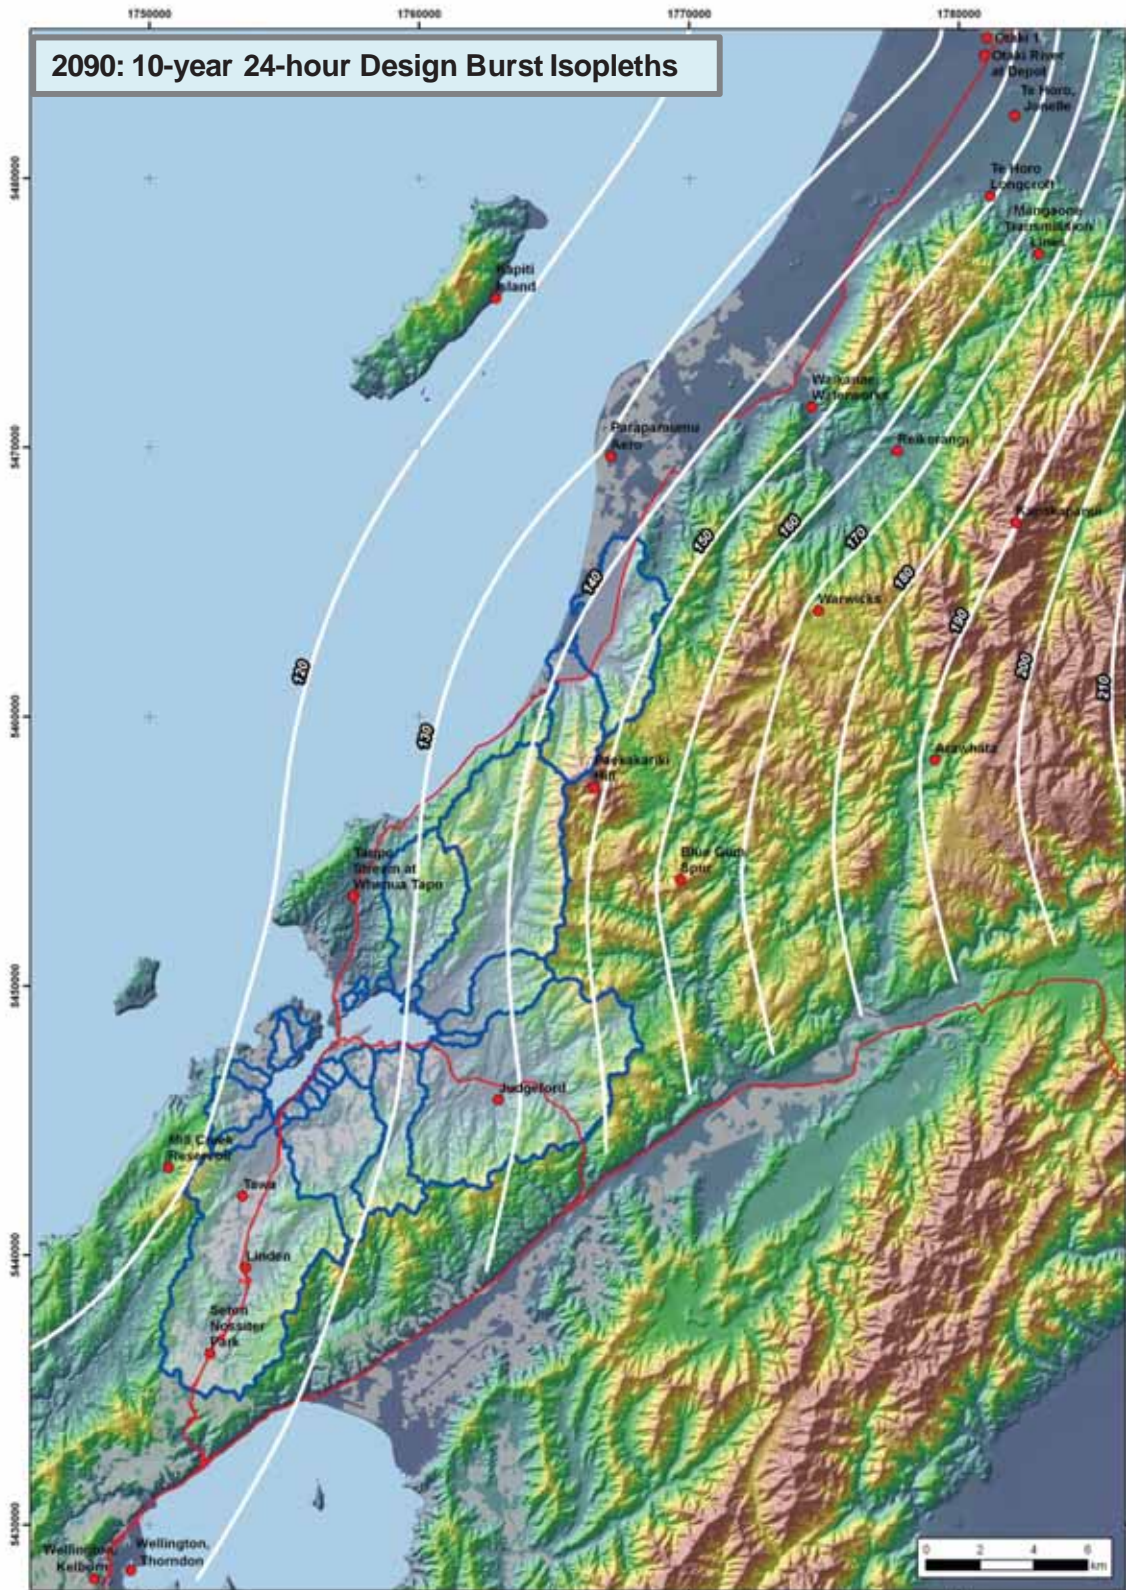 1750000 1760000 1770000 1780000
2090: 10-year 24-hour Design Burst Isopleths
Otaki 1
Otaki River
at Depot
Te Horo,
5480000
Te Horo
Longcroft
Mangaone
Transmission
Lines
Kapiti
Island
Waikanae
Waterworks
Paraparaumu
Aero
Reikorangi
5470000
150
160
170
140
180
Warwicks
190
120
200
210
130
5460000
Arawhata
Paekakariki
Hill
Blue Gum
Spur
Taupo
Stream at
Whenua Tapu
5450000
Judgeford
Mill Creek
Reservoir
Tawa
Linden
5440000
Seton
Nossiter
Park
5430000
Wellington,
Kelburn
Wellington,
Thorndon
0 2 4 6
km